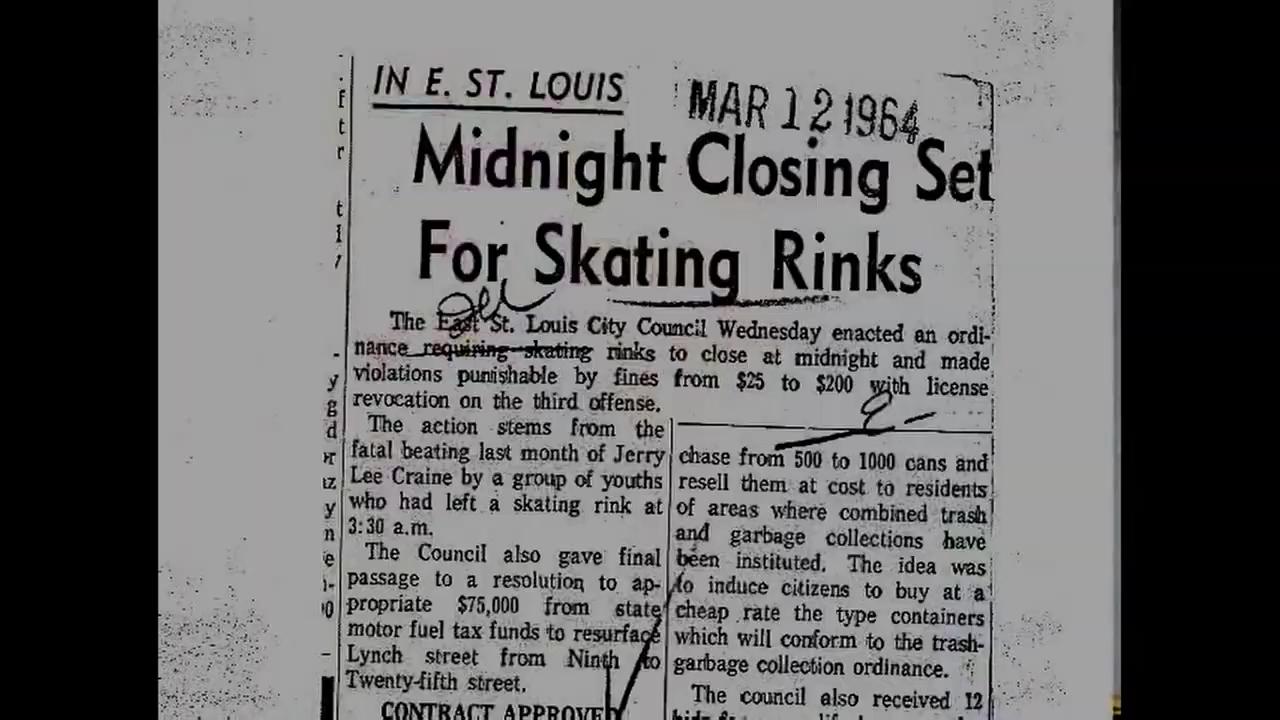 IN E. ST. LOUIS
MAR 12 1964
Midnight Closing Set
For Skating Rinks
The East St. Louis City Council Wednesday enacted an ordi-
nance requiring skating rinks to close at midnight and made
violations punishable by fines from $25 to $200 with license
revocation on the third offense.
The action stems from the
fatal beating last month of Jerry
Lee Craine by a group of youths
who had left a skating rink at
3:30 a.m.
The Council also gave final
passage to a resolution to ap-
propriate $75,000 from state
motor fuel tax funds to resurface
Lynch street from Ninth to
Twenty-fifth street.
CONTRACT APPROVED
chase from 500 to 1000 cans and
resell them at cost to residents
of areas where combined trash
and garbage collections have
been instituted. The idea was
to induce citizens to buy at a
cheap rate the type containers
which will conform to the trash-
garbage collection ordinance.
The council also received 12